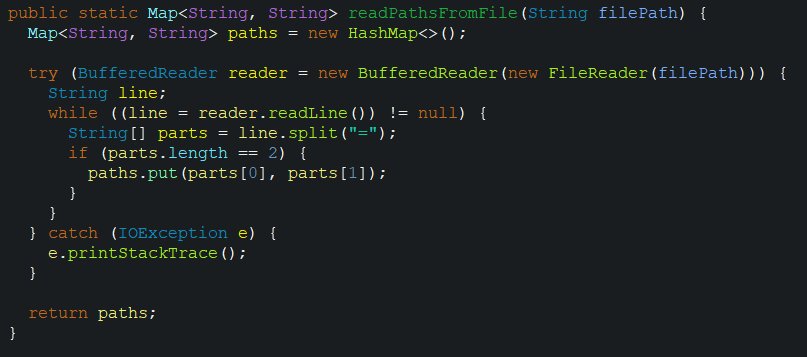 public static Map<String, String> readPathsFromFile(String filePath) {
  Map<String, String> paths = new HashMap<>();

  try (BufferedReader reader = new BufferedReader(new FileReader(filePath))) {
    String line;
    while ((line = reader.readLine()) != null) {
      String[] parts = line.split("=");
      if (parts.length == 2) {
        paths.put(parts[0], parts[1]);
      }
    }
  } catch (IOException e) {
    e.printStackTrace();
  }

  return paths;
}